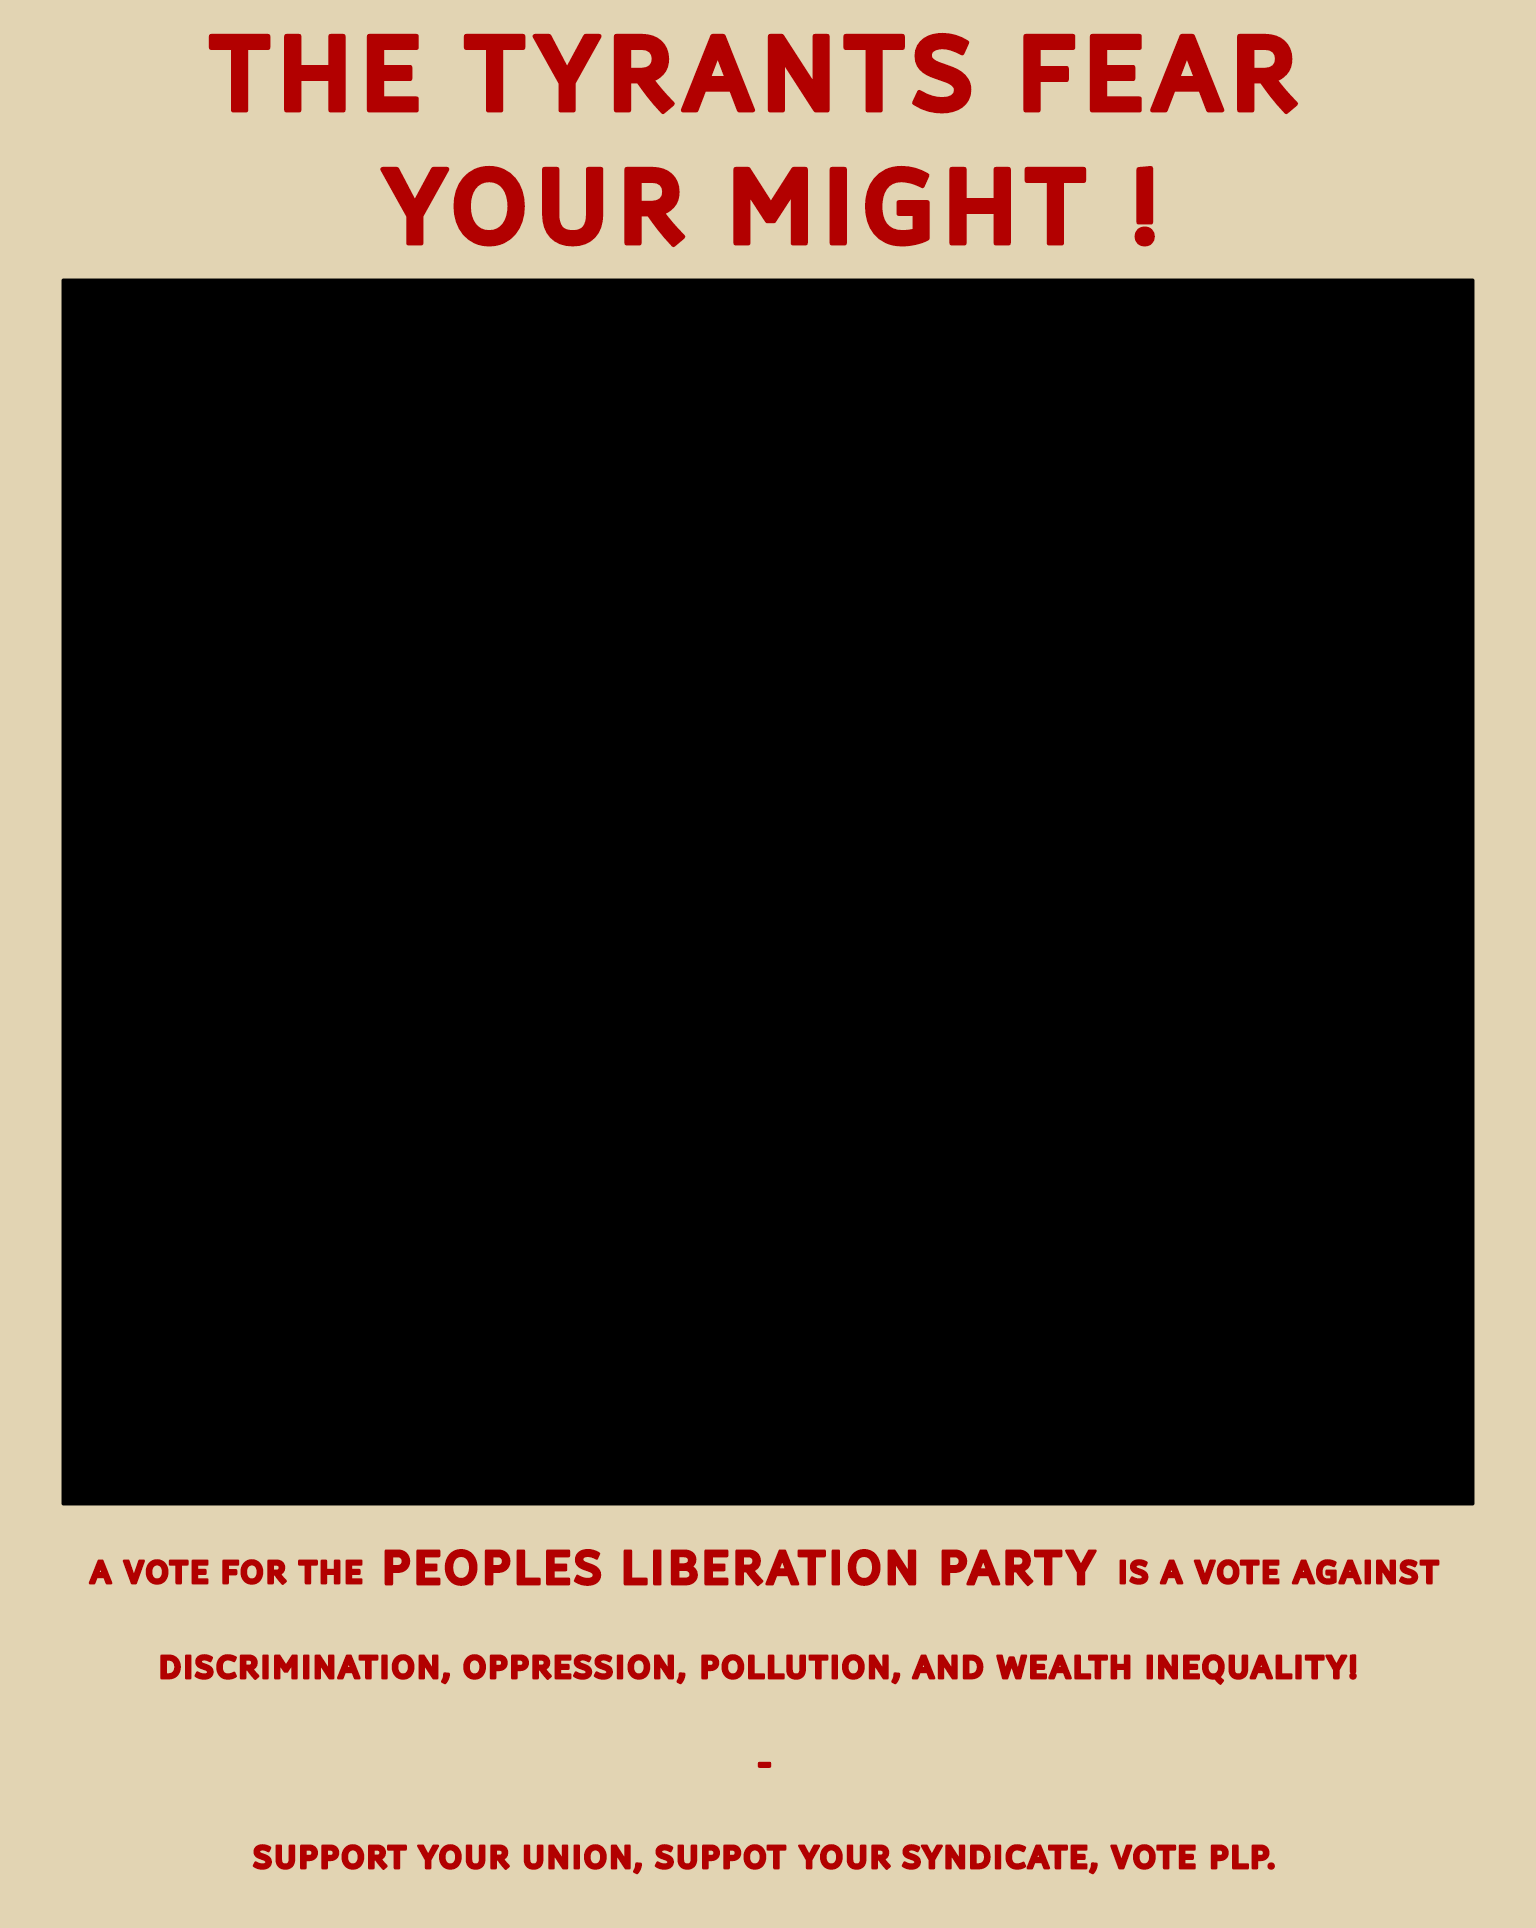 THE TYRANTS FEAR
YOUR MIGHT !
A VOTE FOR THE PEOPLES LIBERATION PARTY IS A VOTE AGAINST
DISCRIMINATION, OPPRESSION, POLLUTION, AND WEALTH INEQUALITY!
-
SUPPORT YOUR UNION, SUPPOT YOUR SYNDICATE, VOTE PLP.